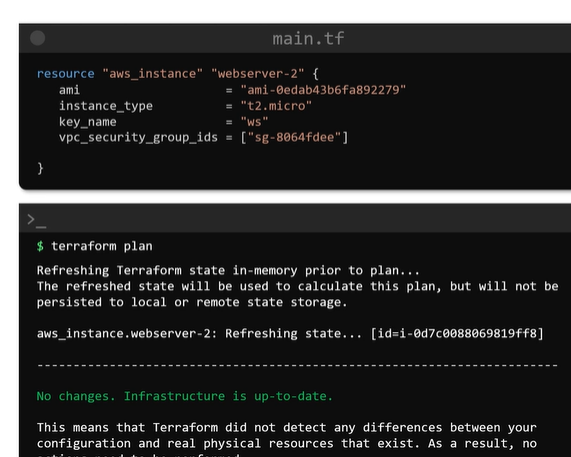 main.tf
resource "aws_instance" "webserver-2" {
ami = "ami-0edab43b6fa892279"
instance_type = "t2.micro"
key_name = "ws"
vpc_security_group_ids = ["sg-8064fdee"]
}
>_
$ terraform plan
Refreshing Terraform state in-memory prior to plan...
The refreshed state will be used to calculate this plan, but will not be
persisted to local or remote state storage.
aws_instance.webserver-2: Refreshing state... [id=i-0d7c0088069819ff8]
------------------------------------------------------------------------
No changes. Infrastructure is up-to-date.
This means that Terraform did not detect any differences between your
configuration and real physical resources that exist. As a result, no